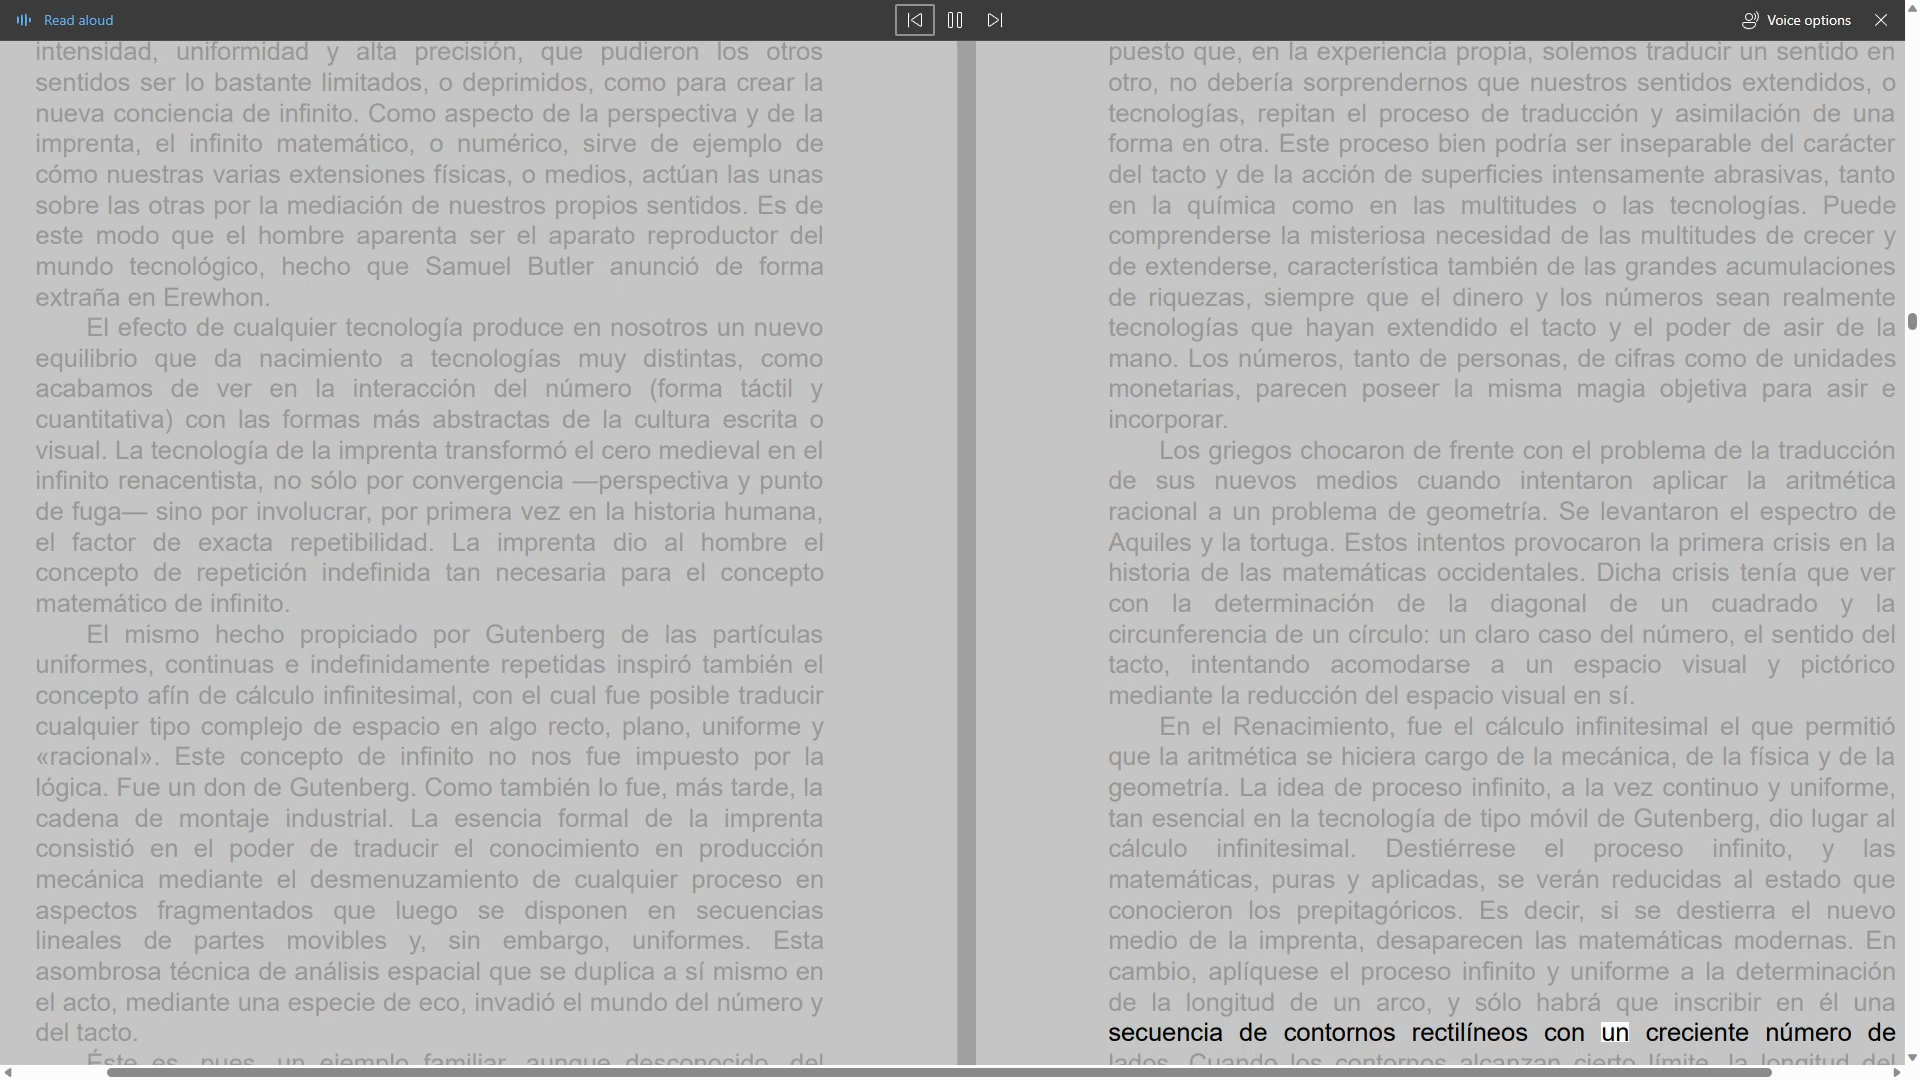 Read aloud
Voice options
intensidad, uniformidad y alta precisión, que pudieron los otros
sentidos ser lo bastante limitados, o deprimidos, como para crear la
nueva conciencia de infinito. Como aspecto de la perspectiva y de la
imprenta, el infinito matemático, o numérico, sirve de ejemplo de
cómo nuestras varias extensiones físicas, o medios, actúan las unas
sobre las otras por la mediación de nuestros propios sentidos. Es de
este modo que el hombre aparenta ser el aparato reproductor del
mundo tecnológico, hecho que Samuel Butler anunció de forma
extraña en Erewhon.
El efecto de cualquier tecnología produce en nosotros un nuevo
equilibrio que da nacimiento a tecnologías muy distintas, como
acabamos de ver en la interacción del número (forma táctil y
cuantitativa) con las formas más abstractas de la cultura escrita o
visual. La tecnología de la imprenta transformó el cero medieval en el
infinito renacentista, no sólo por convergencia —perspectiva y punto
de fuga— sino por involucrar, por primera vez en la historia humana,
el factor de exacta repetibilidad. La imprenta dio al hombre el
concepto de repetición indefinida tan necesaria para el concepto
matemático de infinito.
El mismo hecho propiciado por Gutenberg de las partículas
uniformes, continuas e indefinidamente repetidas inspiró también el
concepto afín de cálculo infinitesimal, con el cual fue posible traducir
cualquier tipo complejo de espacio en algo recto, plano, uniforme y
«racional». Este concepto de infinito no nos fue impuesto por la
lógica. Fue un don de Gutenberg. Como también lo fue, más tarde, la
cadena de montaje industrial. La esencia formal de la imprenta
consistió en el poder de traducir el conocimiento en producción
mecánica mediante el desmenuzamiento de cualquier proceso en
aspectos fragmentados que luego se disponen en secuencias
lineales de partes movibles y, sin embargo, uniformes. Esta
asombrosa técnica de análisis espacial que se duplica a sí mismo en
el acto, mediante una especie de eco, invadió el mundo del número y
del tacto.
Éste es, pues, un ejemplo familiar, aunque desconocido, del
puesto que, en la experiencia propia, solemos traducir un sentido en
otro, no debería sorprendernos que nuestros sentidos extendidos, o
tecnologías, repitan el proceso de traducción y asimilación de una
forma en otra. Este proceso bien podría ser inseparable del carácter
del tacto y de la acción de superficies intensamente abrasivas, tanto
en la química como en las multitudes o las tecnologías. Puede
comprenderse la misteriosa necesidad de las multitudes de crecer y
de extenderse, característica también de las grandes acumulaciones
de riquezas, siempre que el dinero y los números sean realmente
tecnologías que hayan extendido el tacto y el poder de asir de la
mano. Los números, tanto de personas, de cifras como de unidades
monetarias, parecen poseer la misma magia objetiva para asir e
incorporar.
Los griegos chocaron de frente con el problema de la traducción
de sus nuevos medios cuando intentaron aplicar la aritmética
racional a un problema de geometría. Se levantaron el espectro de
Aquiles y la tortuga. Estos intentos provocaron la primera crisis en la
historia de las matemáticas occidentales. Dicha crisis tenía que ver
con la determinación de la diagonal de un cuadrado y la
circunferencia de un círculo: un claro caso del número, el sentido del
tacto, intentando acomodarse a un espacio visual y pictórico
mediante la reducción del espacio visual en sí.
En el Renacimiento, fue el cálculo infinitesimal el que permitió
que la aritmética se hiciera cargo de la mecánica, de la física y de la
geometría. La idea de proceso infinito, a la vez continuo y uniforme,
tan esencial en la tecnología de tipo móvil de Gutenberg, dio lugar al
cálculo infinitesimal. Destiérrese el proceso infinito, y las
matemáticas, puras y aplicadas, se verán reducidas al estado que
conocieron los prepitagóricos. Es decir, si se destierra el nuevo
medio de la imprenta, desaparecen las matemáticas modernas. En
cambio, aplíquese el proceso infinito y uniforme a la determinación
de la longitud de un arco, y sólo habrá que inscribir en él una
secuencia de contornos rectilíneos con un creciente número de
lados. Cuando los contornos alcanzan cierto límite, la longitud del